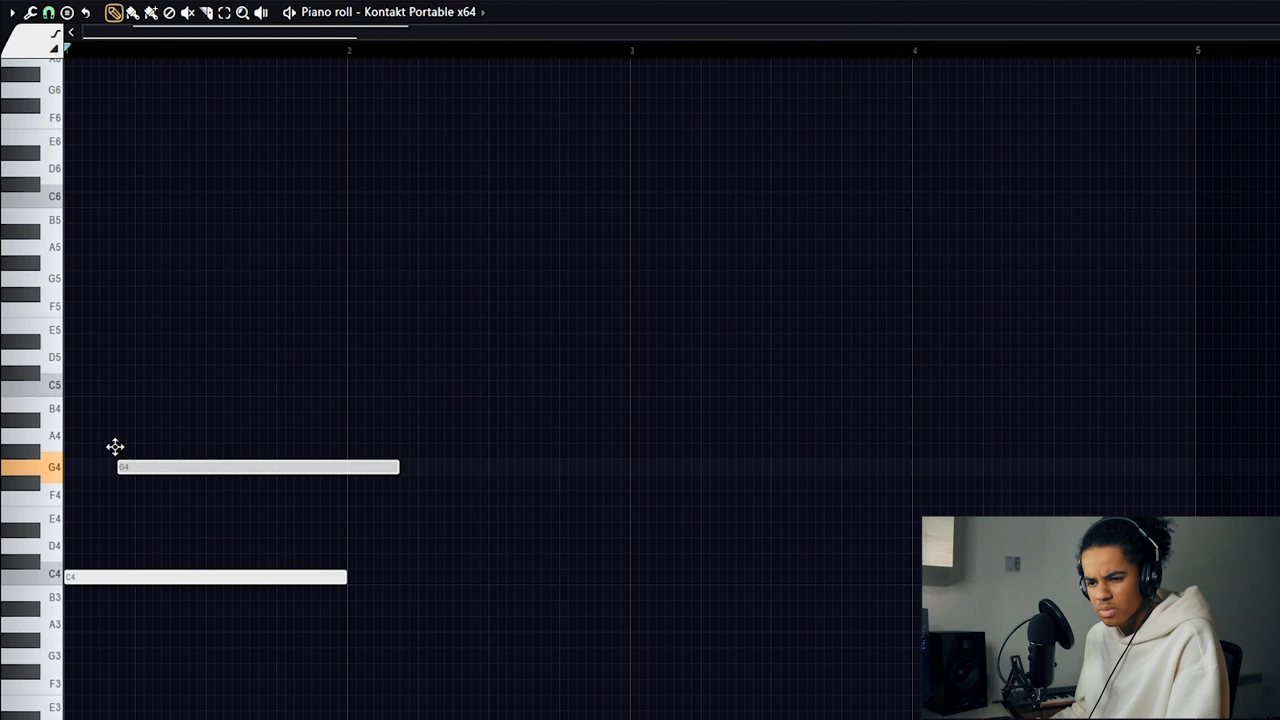 Piano roll - Kontakt Portable x64
2
3
4
5
G6
F6
E6
D6
C6
B5
A5
G5
F5
E5
D5
C5
B4
A4
G4 G4
F4
E4
D4
C4 C4
B3
A3
G3
F3
E3